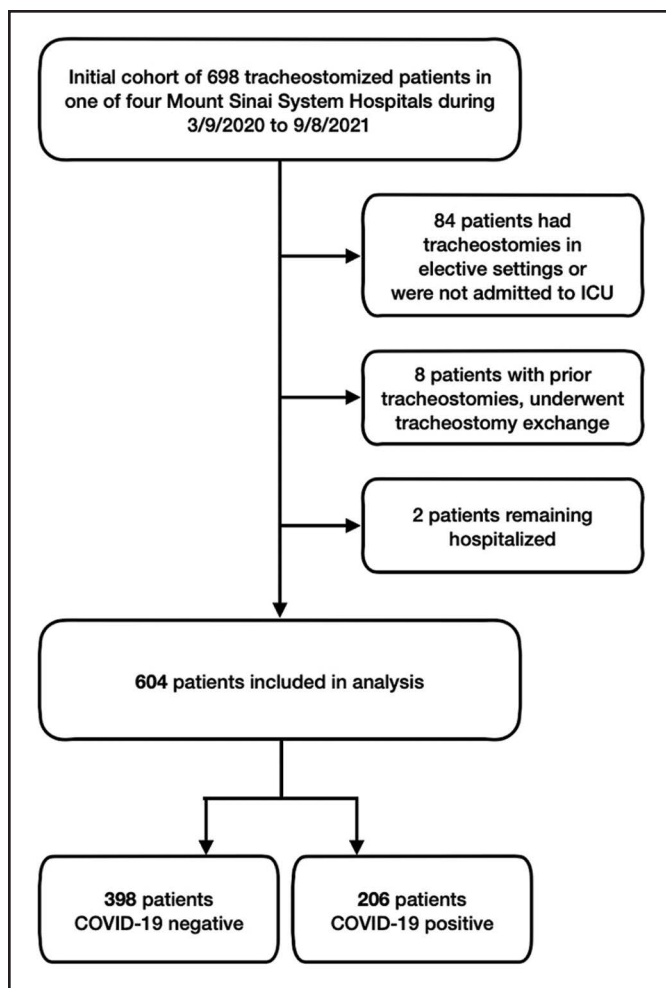 Initial cohort of 698 tracheostomized patients in
one of four Mount Sinai System Hospitals during
3/9/2020 to 9/8/2021
84 patients had
tracheostomies in
elective settings or
were not admitted to ICU
8 patients with prior
tracheostomies, underwent
tracheostomy exchange
2 patients remaining
hospitalized
604 patients included in analysis
398 patients
COVID-19 negative
206 patients
COVID-19 positive